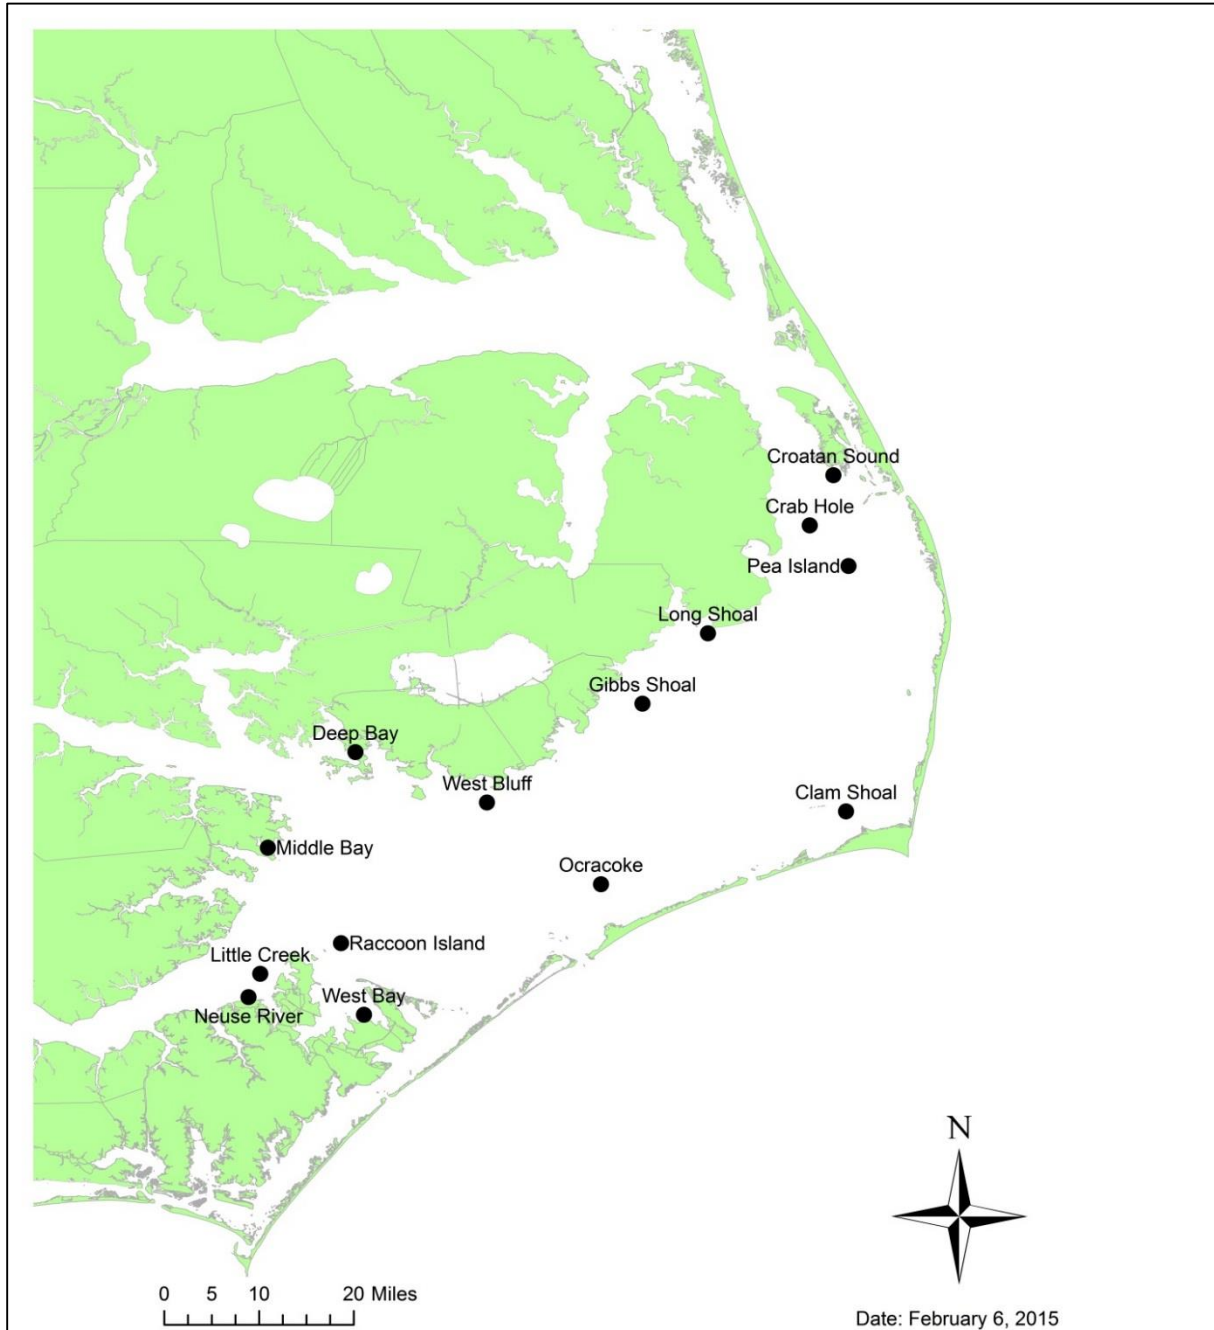 Croatan Sound
Crab Hole
Pea Island
Long Shoal
Gibbs Shoal
Deep Bay
West Bluff
Clam Shoal
Middle Bay
Ocracoke
Raccoon Island
Little Creek
West Bay
Neuse River
N
0 5 10 20 Miles
Date: February 6, 2015